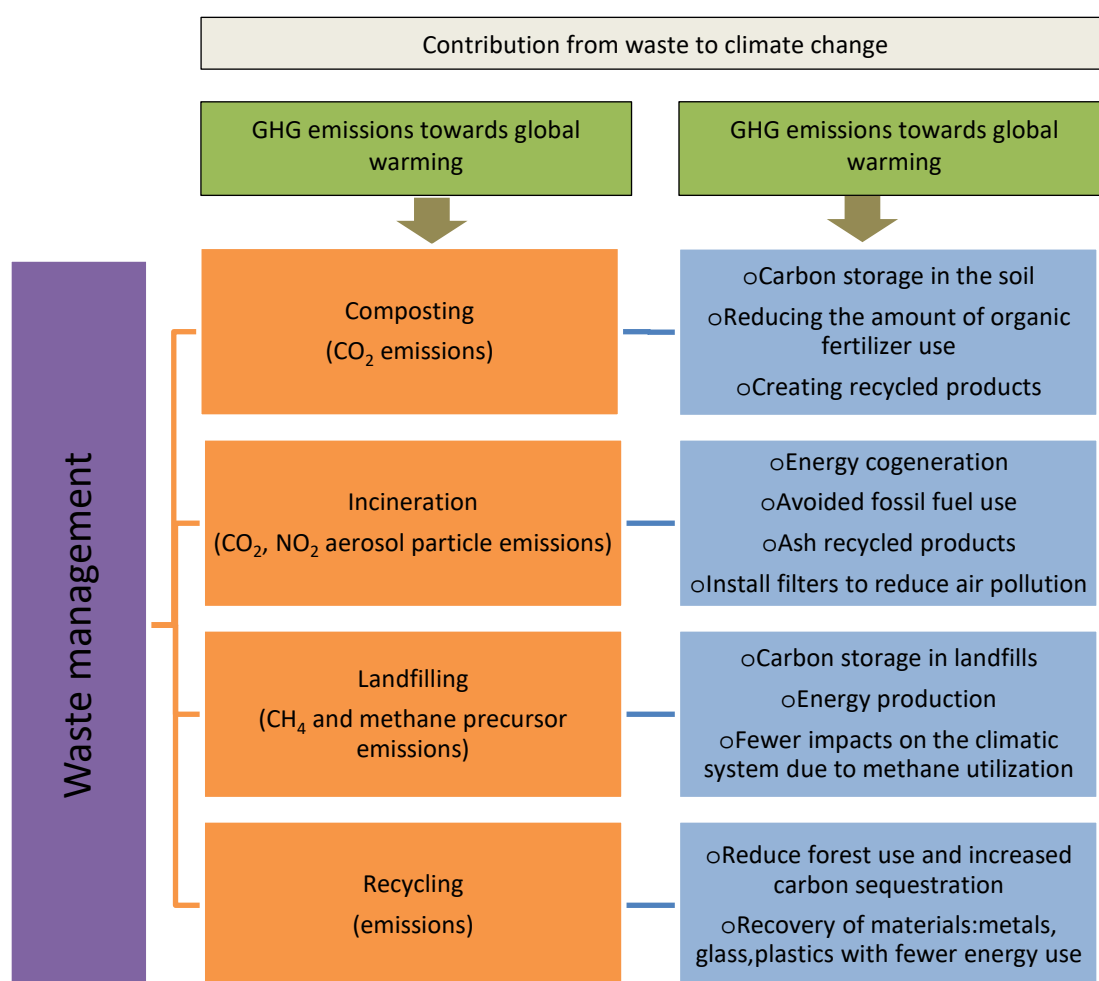 Contribution from waste to climate change
GHG emissions towards global
warming
GHG emissions towards global
warming
Waste management
Composting
(CO₂ emissions)
oCarbon storage in the soil
oReducing the amount of organic
fertilizer use
oCreating recycled products
Incineration
(CO₂, NO₂ aerosol particle emissions)
oEnergy cogeneration
oAvoided fossil fuel use
oAsh recycled products
oInstall filters to reduce air pollution
Landfilling
(CH₄ and methane precursor
emissions)
oCarbon storage in landfills
oEnergy production
oFewer impacts on the climatic
system due to methane utilization
Recycling
(emissions)
oReduce forest use and increased
carbon sequestration
oRecovery of materials:metals,
glass,plastics with fewer energy use